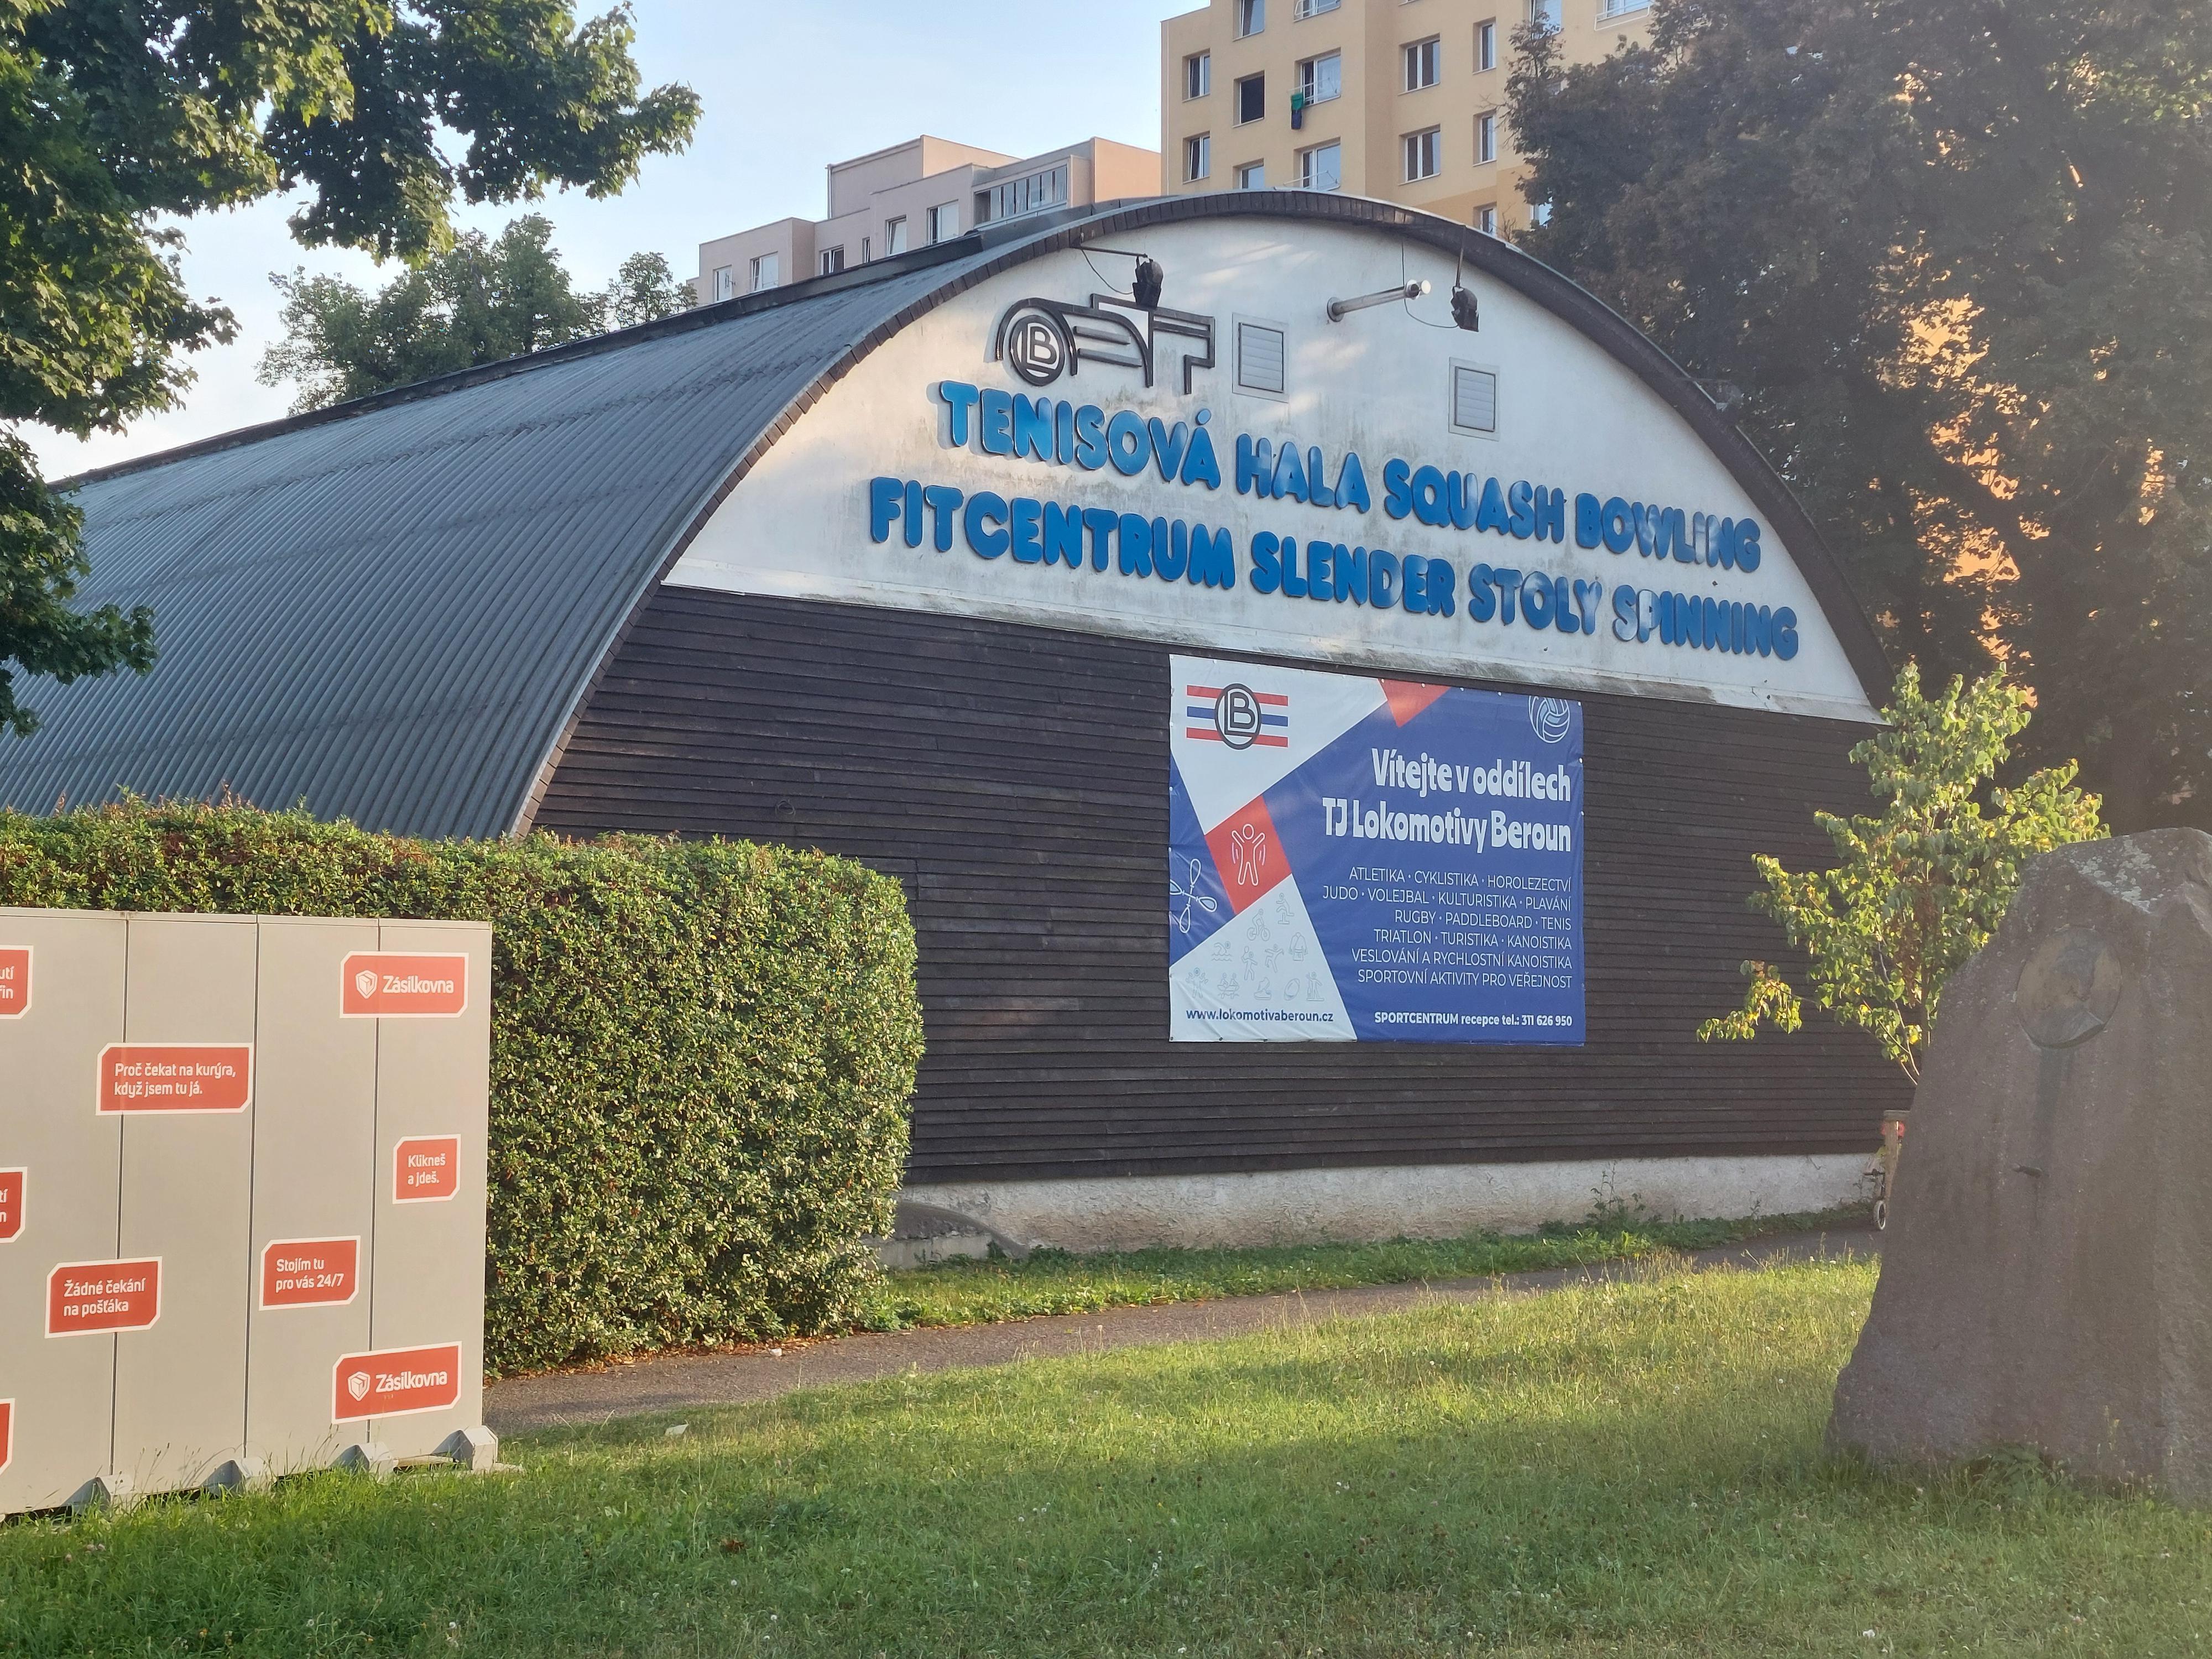 LB
TENISOVÁ HALA SQUASH BOWLING
FITCENTRUM SLENDER STOLY SPINNING
LB
Vítejte v oddílech
TJ Lokomotivy Beroun
ATLETIKA · CYKLISTIKA · HOROLEZECTVÍ
JUDO · VOLEJBAL · KULTURISTIKA · PLAVÁNÍ
RUGBY · PADDLEBOARD · TENIS
TRIATLON · TURISTIKA · KANOISTIKA
VESLOVÁNÍ A RYCHLOSTNÍ KANOISTIKA
SPORTOVNÍ AKTIVITY PRO VEŘEJNOST
www.lokomotivaberoun.cz
SPORTCENTRUM recepce tel.: 311 626 950
Zásilkovna
Proč čekat na kurýra,
když jsem tu já.
Klikneš
a jdeš.
Stojím tu
pro vás 24/7
Žádné čekání
na pošťáka
Zásilkovna